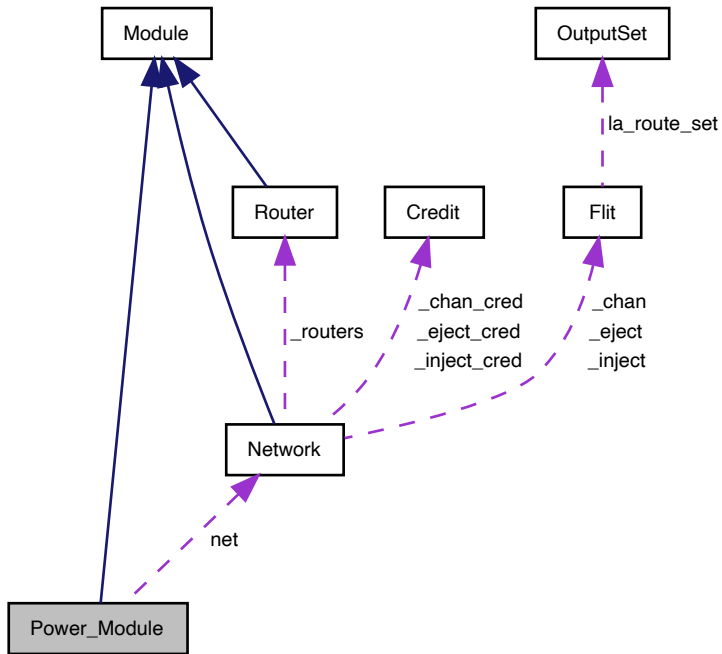 Module
OutputSet
la_route_set
Router
Credit
Flit
_routers
_chan_cred
_eject_cred
_inject_cred
_chan
_eject
_inject
Network
net
Power_Module